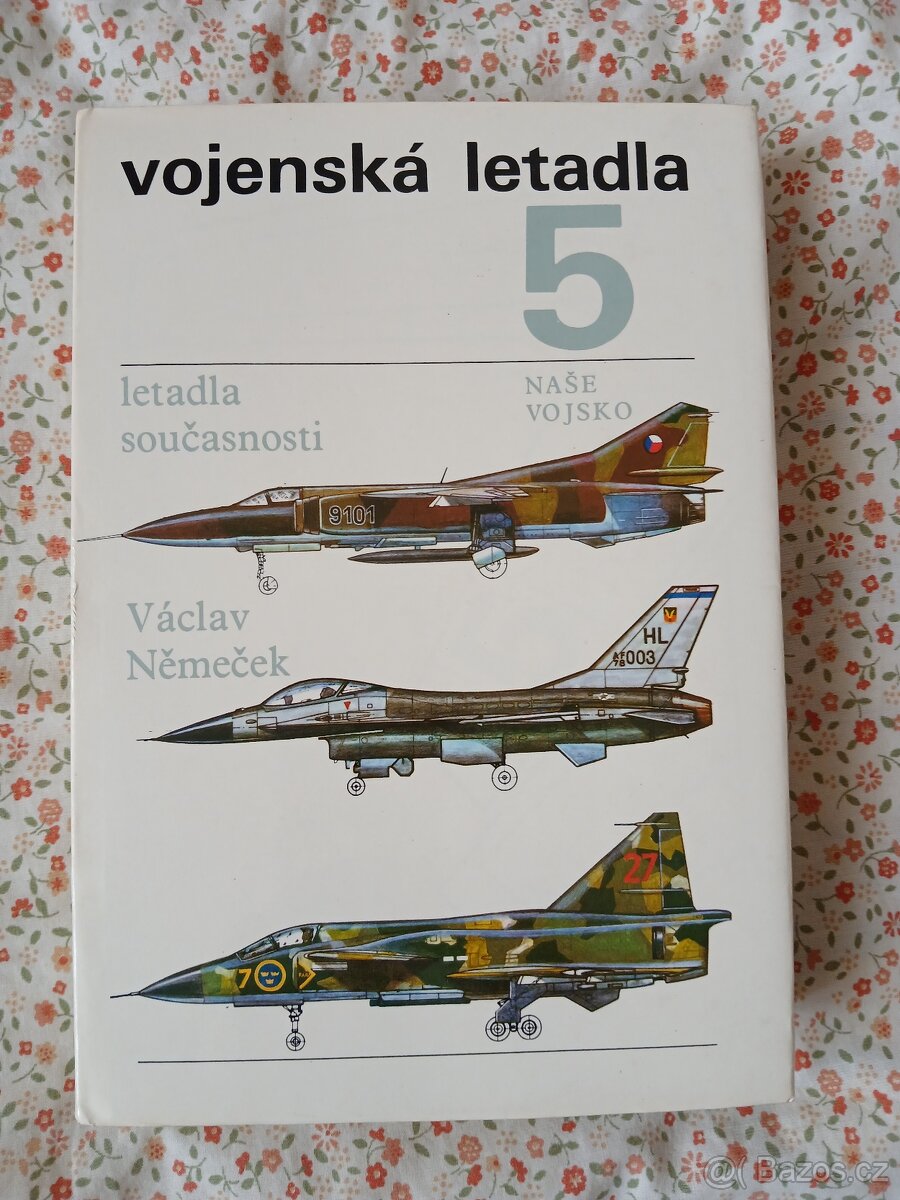 vojenská letadla
5
letadla
současnosti
NAŠE
VOJSKO
9101
Václav
Němeček
HL
AF
78 003
27
7
Bazos.cz